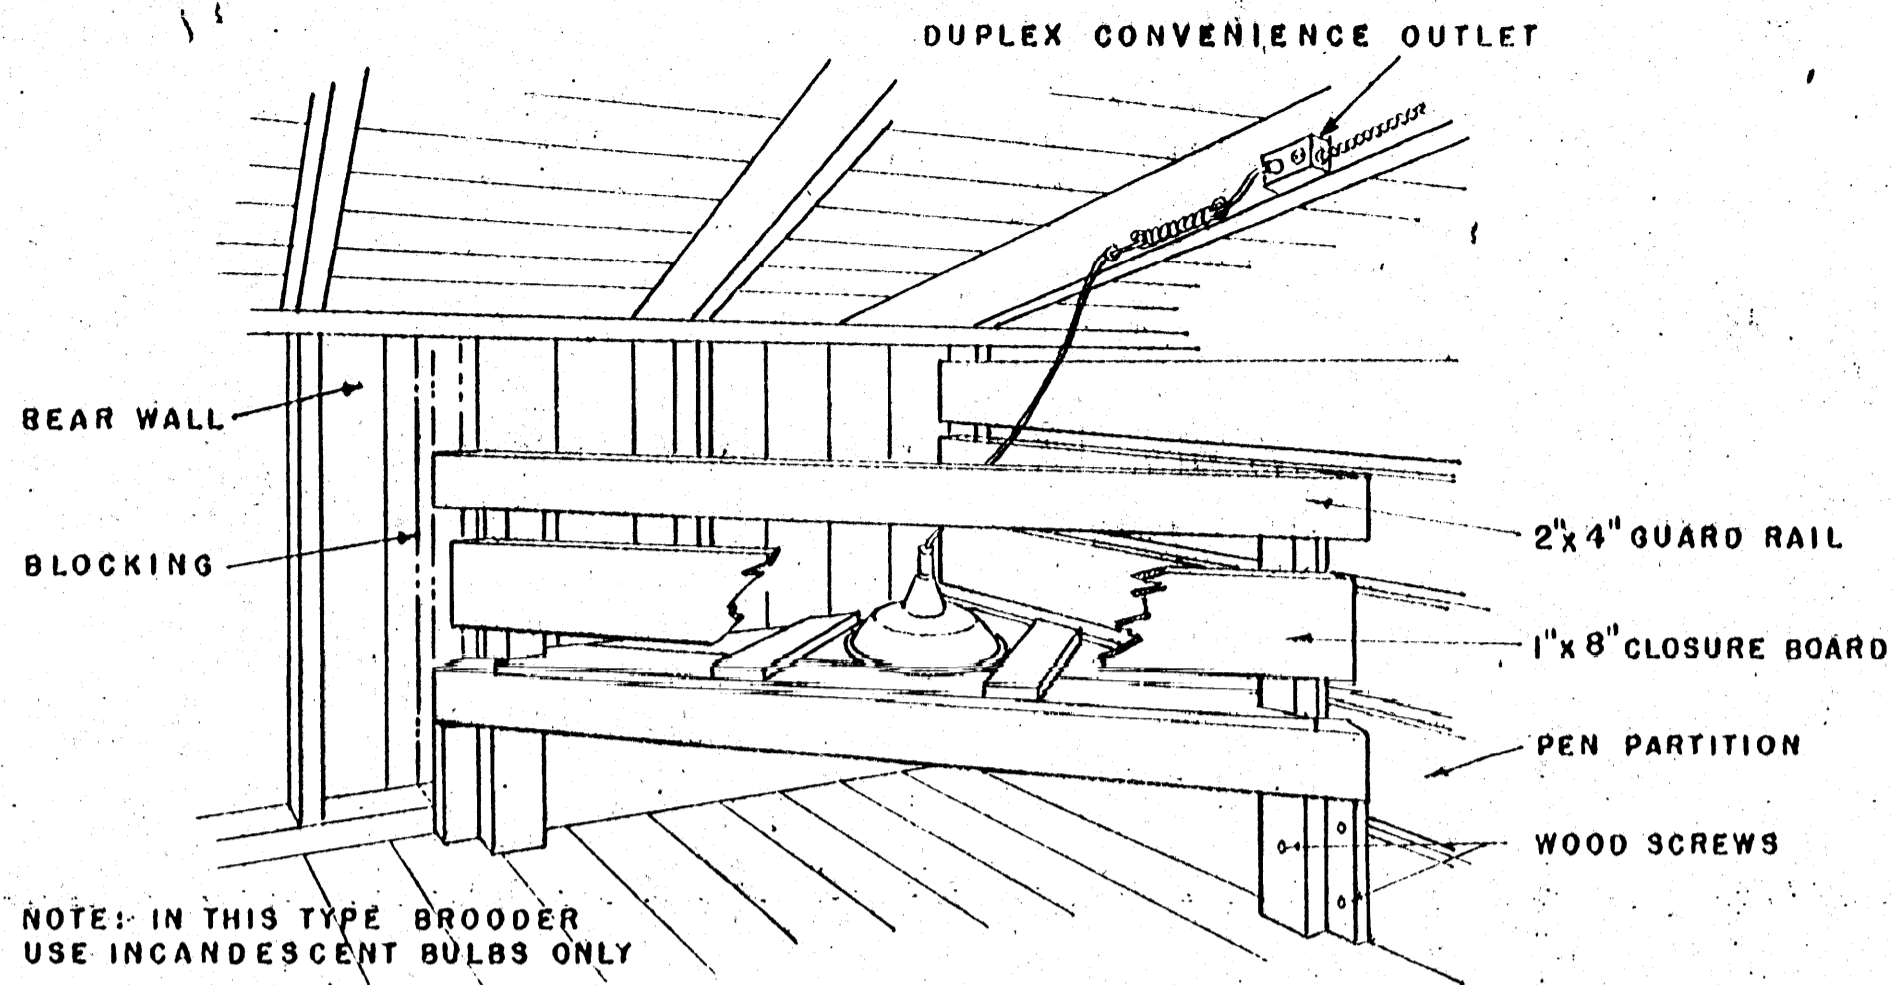 DUPLEX CONVENIENCE OUTLET
REAR WALL
BLOCKING
2"x 4" GUARD RAIL
1"x 8" CLOSURE BOARD
PEN PARTITION
WOOD SCREWS
NOTE: IN THIS TYPE BROODER
USE INCANDESCENT BULBS ONLY